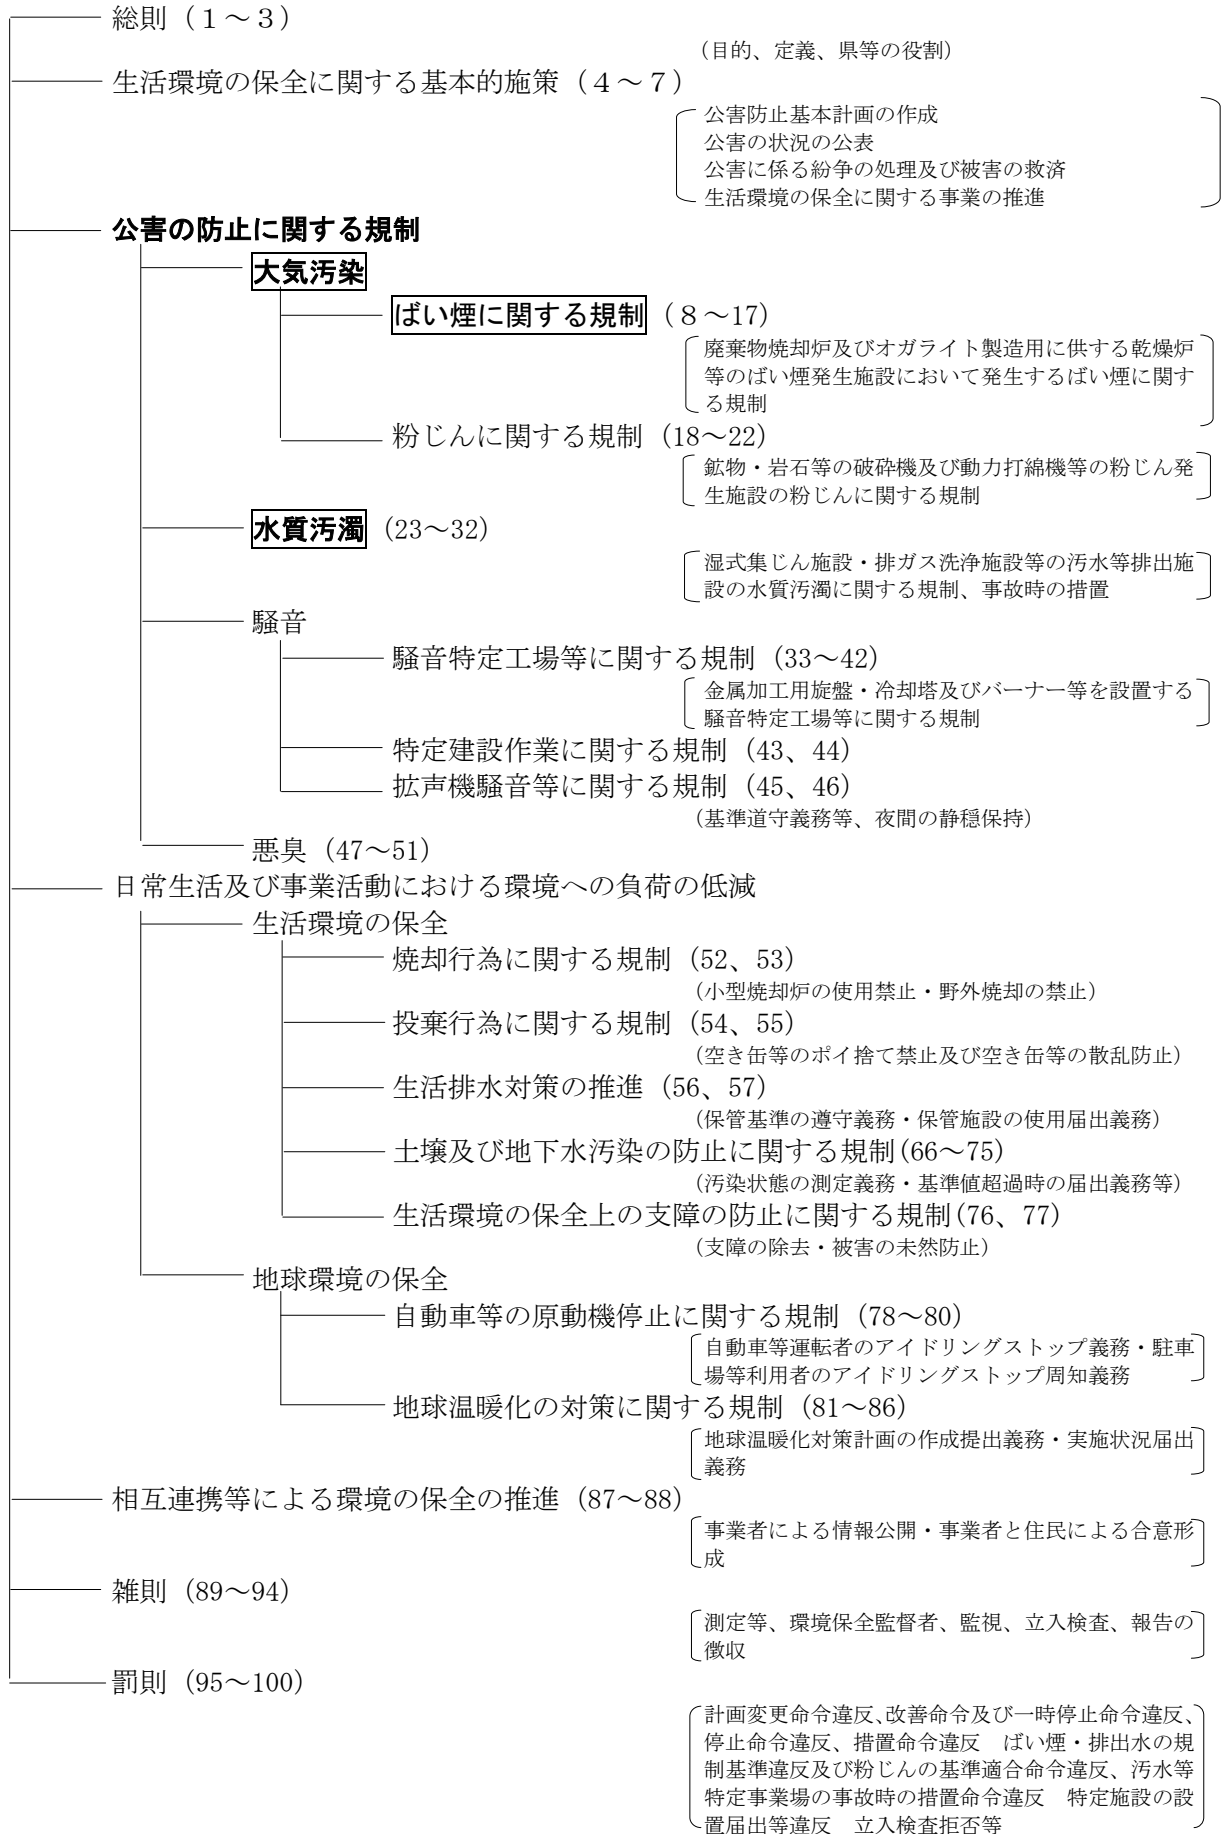 総則（１～３）
（目的、定義、県等の役割）
生活環境の保全に関する基本的施策（４～７）
公害防止基本計画の作成
公害の状況の公表
公害に係る紛争の処理及び被害の救済
生活環境の保全に関する事業の推進
公害の防止に関する規制
大気汚染
ばい煙に関する規制（８～17）
廃棄物焼却炉及びオガライト製造用に供する乾燥炉
等のばい煙発生施設において発生するばい煙に関す
る規制
粉じんに関する規制（18～22）
鉱物・岩石等の破砕機及び動力打綿機等の粉じん発
生施設の粉じんに関する規制
水質汚濁（23～32）
湿式集じん施設・排ガス洗浄施設等の汚水等排出施
設の水質汚濁に関する規制、事故時の措置
騒音
騒音特定工場等に関する規制（33～42）
金属加工用旋盤・冷却塔及びバーナー等を設置する
騒音特定工場等に関する規制
特定建設作業に関する規制（43、44）
拡声機騒音等に関する規制（45、46）
（基準道守義務等、夜間の静穏保持）
悪臭（47～51）
日常生活及び事業活動における環境への負荷の低減
生活環境の保全
焼却行為に関する規制（52、53）
（小型焼却炉の使用禁止・野外焼却の禁止）
投棄行為に関する規制（54、55）
（空き缶等のポイ捨て禁止及び空き缶等の散乱防止）
生活排水対策の推進（56、57）
（保管基準の遵守義務・保管施設の使用届出義務）
土壌及び地下水汚染の防止に関する規制(66～75)
（汚染状態の測定義務・基準値超過時の届出義務等）
生活環境の保全上の支障の防止に関する規制(76、77)
（支障の除去・被害の未然防止）
地球環境の保全
自動車等の原動機停止に関する規制（78～80）
自動車等運転者のアイドリングストップ義務・駐車
場等利用者のアイドリングストップ周知義務
地球温暖化の対策に関する規制（81～86）
地球温暖化対策計画の作成提出義務・実施状況届出
義務
相互連携等による環境の保全の推進（87～88）
事業者による情報公開・事業者と住民による合意形
成
雑則（89～94）
測定等、環境保全監督者、監視、立入検査、報告の
徴収
罰則（95～100）
計画変更命令違反、改善命令及び一時停止命令違反、
停止命令違反、措置命令違反　ばい煙・排出水の規
制基準違反及び粉じんの基準適合命令違反、汚水等
特定事業場の事故時の措置命令違反　特定施設の設
置届出等違反　立入検査拒否等